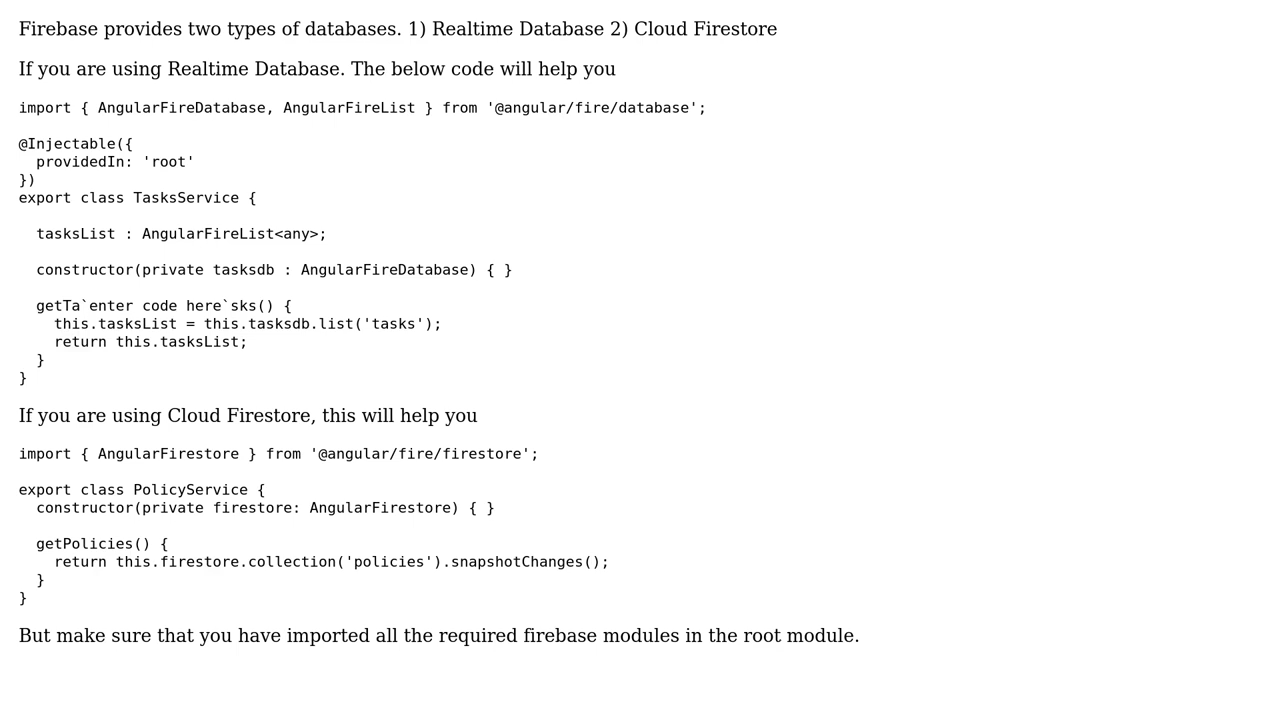 Firebase provides two types of databases. 1) Realtime Database 2) Cloud Firestore
If you are using Realtime Database. The below code will help you
import { AngularFireDatabase, AngularFireList } from '@angular/fire/database';
@Injectable({
  providedIn: 'root'
})
export class TasksService {
  tasksList : AngularFireList<any>;
  constructor(private tasksdb : AngularFireDatabase) { }
  getTa`enter code here`sks() {
    this.tasksList = this.tasksdb.list('tasks');
    return this.tasksList;
  }
}
If you are using Cloud Firestore, this will help you
import { AngularFirestore } from '@angular/fire/firestore';
export class PolicyService {
  constructor(private firestore: AngularFirestore) { }
  getPolicies() {
    return this.firestore.collection('policies').snapshotChanges();
  }
}
But make sure that you have imported all the required firebase modules in the root module.